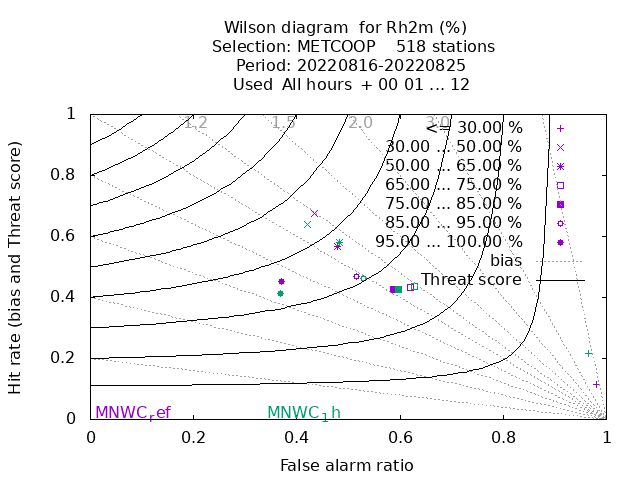 Wilson diagram  for Rh2m (%)
Selection: METCOOP    518 stations
Period: 20220816-20220825
Used  All hours  + 00 01 ... 12
Hit rate (bias and Threat score)
1
0.8
0.6
0.4
0.2
0
1.2 1.5 2.0 3.0
<= 30.00 %
30.00 ... 50.00 %
50.00 ... 65.00 %
65.00 ... 75.00 %
75.00 ... 85.00 %
85.00 ... 95.00 %
95.00 ... 100.00 %
bias
Threat score
MNWC_ref MNWC_1h
0 0.2 0.4 0.6 0.8 1
False alarm ratio